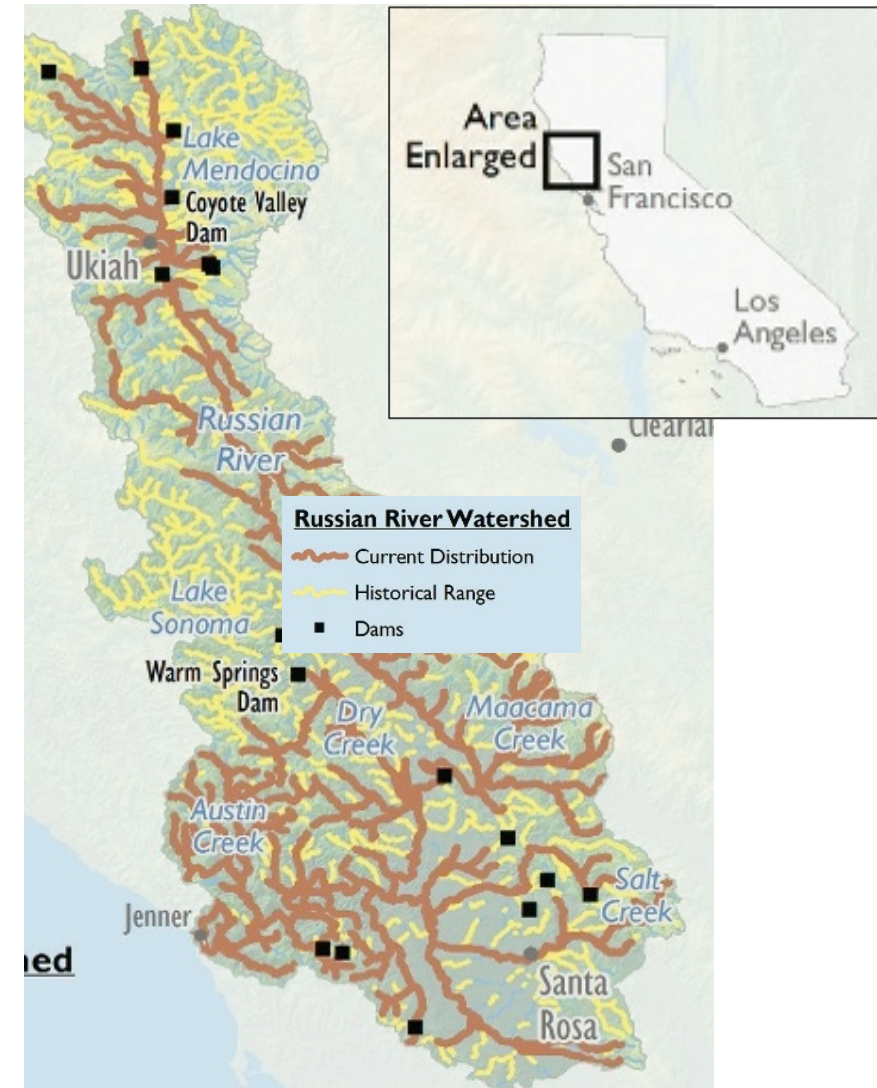 Area
Enlarged
San
Francisco
Los
Angeles
Lake
Mendocino
Coyote Valley
Dam
Ukiah
Russian
River
Russian River Watershed
Current Distribution
Historical Range
Dams
Lake
Sonoma
Warm Springs
Dam
Dry
Creek
Maacama
Creek
Austin
Creek
Salt
Creek
Jenner
Santa
Rosa